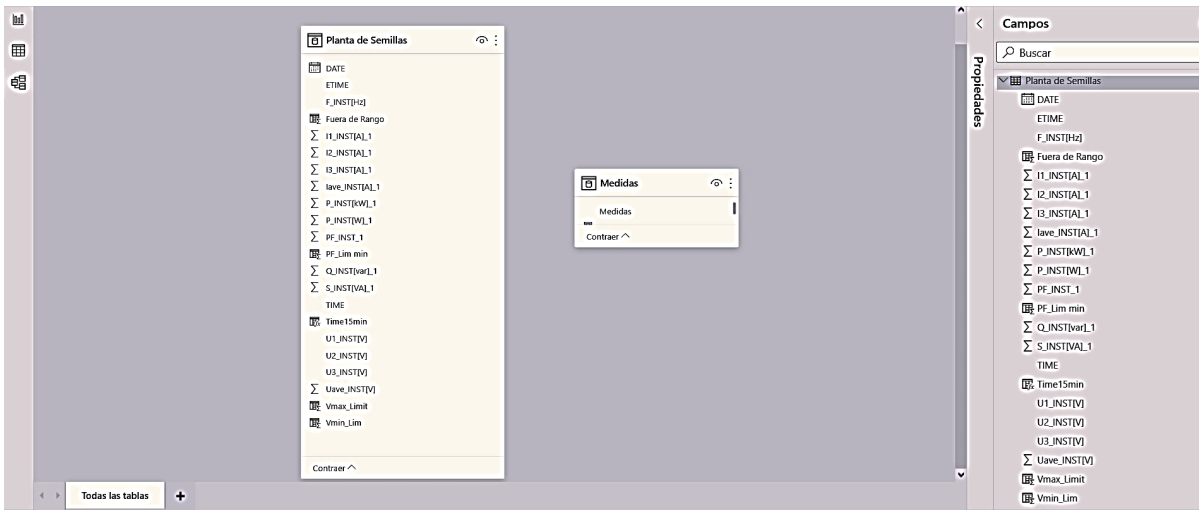 Planta de Semillas
DATE
ETIME
F_INST[Hz]
Fuera de Rango
I1_INST[A]_1
I2_INST[A]_1
I3_INST[A]_1
Iave_INST[A]_1
P_INST[kW]_1
P_INST[W]_1
PF_INST_1
PF_Lim min
Q_INST[var]_1
S_INST[VA]_1
TIME
Time15min
U1_INST[V]
U2_INST[V]
U3_INST[V]
Uave_INST[V]
Vmax_Limit
Vmin_Lim
Contraer
Medidas
Medidas
Contraer
Todas las tablas
Propiedades
Campos
Buscar
Planta de Semillas
DATE
ETIME
F_INST[Hz]
Fuera de Rango
I1_INST[A]_1
I2_INST[A]_1
I3_INST[A]_1
Iave_INST[A]_1
P_INST[kW]_1
P_INST[W]_1
PF_INST_1
PF_Lim min
Q_INST[var]_1
S_INST[VA]_1
TIME
Time15min
U1_INST[V]
U2_INST[V]
U3_INST[V]
Uave_INST[V]
Vmax_Limit
Vmin_Lim